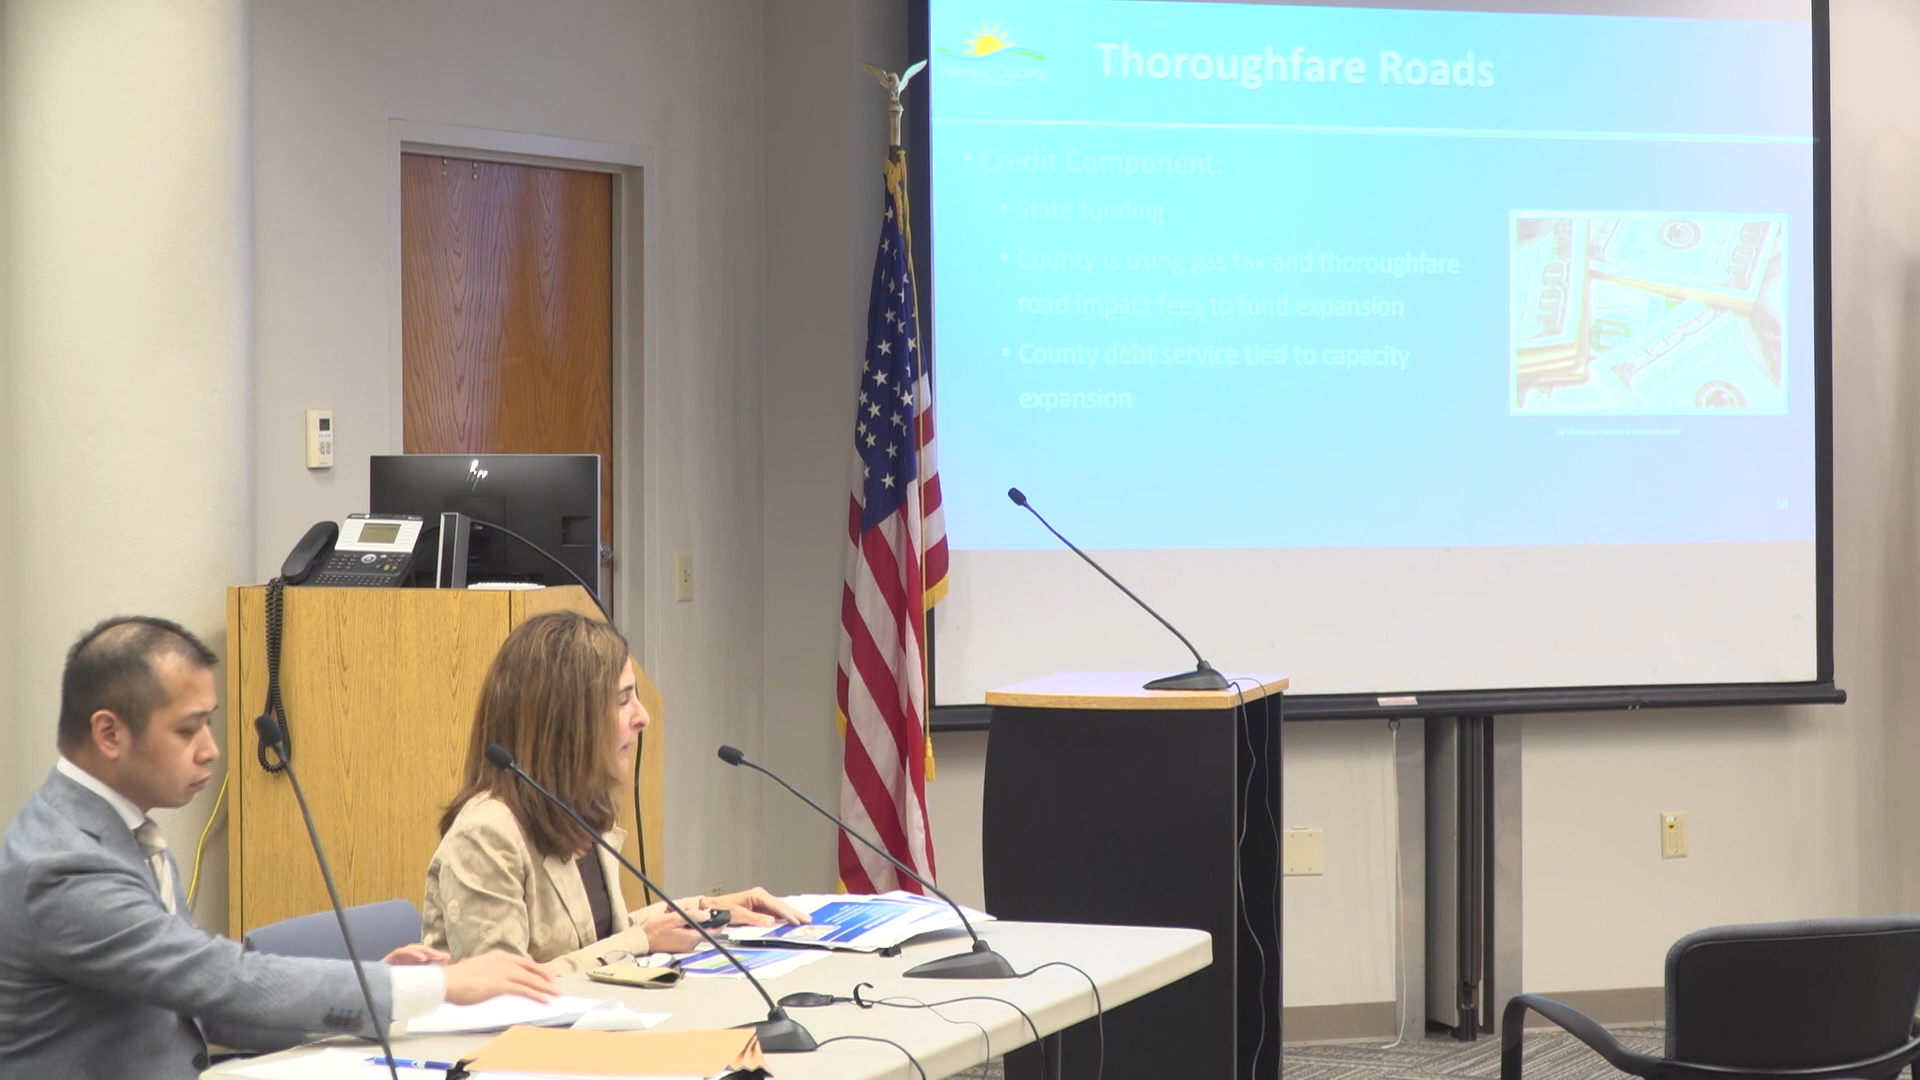 Thoroughfare Roads
• Credit Component:
• State funding
• County is using gas tax and thoroughfare
road impact fees to fund expansion
• County debt service tied to capacity
expansion
hp